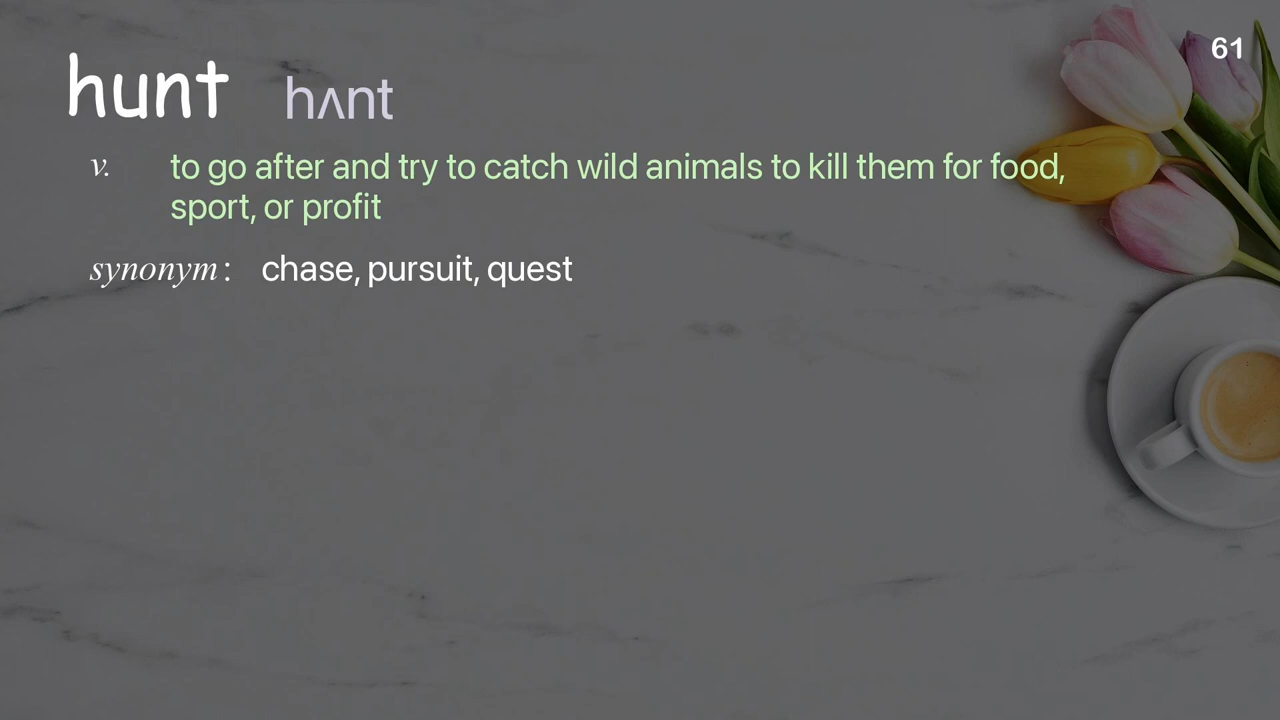 61
hunt hʌnt
v. to go after and try to catch wild animals to kill them for food,
sport, or profit
synonym: chase, pursuit, quest